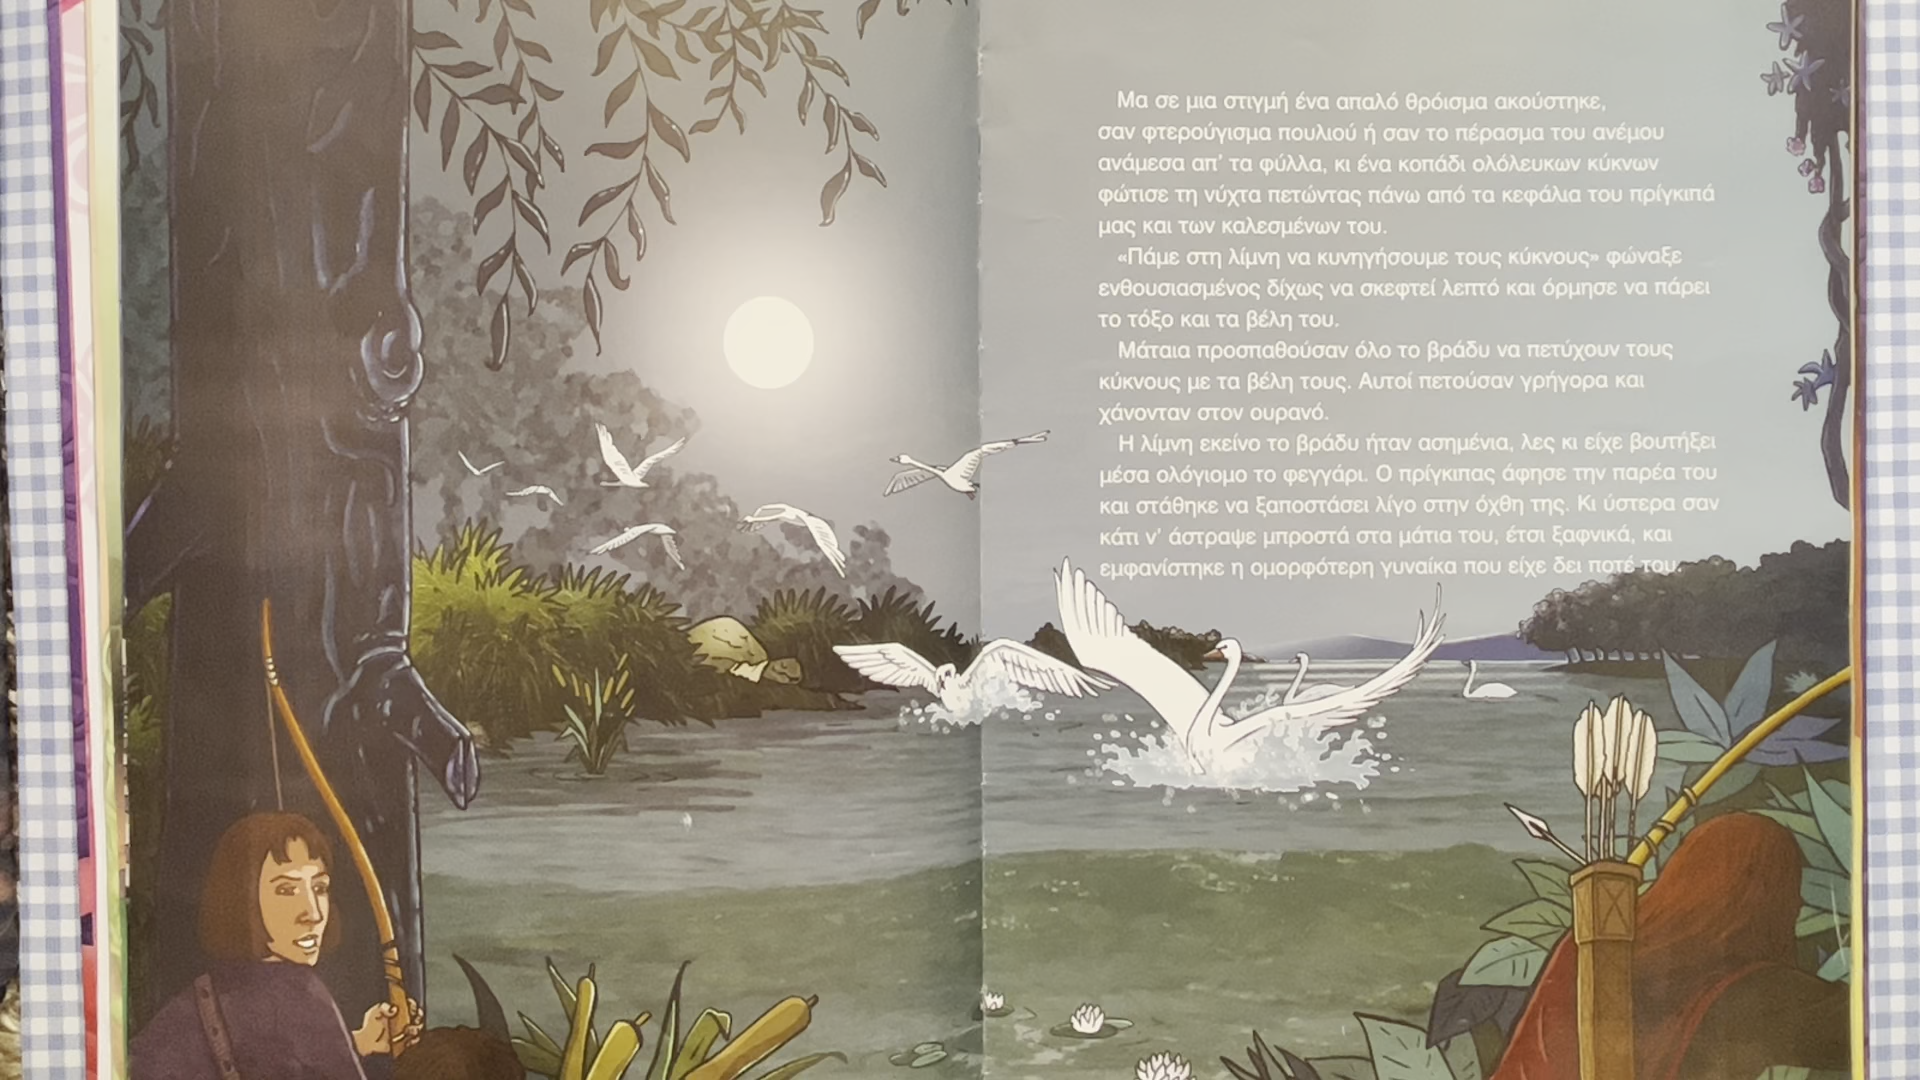 Μα σε μια στιγμή ένα απαλό θρόισμα ακούστηκε,
σαν φτερούγισμα πουλιού ή σαν το πέρασμα του ανέμου
ανάμεσα απ' τα φύλλα, κι ένα κοπάδι ολόλευκων κύκνων
φώτισε τη νύχτα πετώντας πάνω από τα κεφάλια του πρίγκιπά
μας και των καλεσμένων του.
«Πάμε στη λίμνη να κυνηγήσουμε τους κύκνους» φώναξε
ενθουσιασμένος δίχως να σκεφτεί λεπτό και όρμησε να πάρει
το τόξο και τα βέλη του.
Μάταια προσπαθούσαν όλο το βράδυ να πετύχουν τους
κύκνους με τα βέλη τους. Αυτοί πετούσαν γρήγορα και
χάνονταν στον ουρανό.
Η λίμνη εκείνο το βράδυ ήταν ασημένια, λες κι είχε βουτήξει
μέσα ολόγιομο το φεγγάρι. Ο πρίγκιπας άφησε την παρέα του
και στάθηκε να ξαποστάσει λίγο στην όχθη της. Κι ύστερα σαν
κάτι ν' άστραψε μπροστά στα μάτια του, έτσι ξαφνικά, και
εμφανίστηκε η ομορφότερη γυναίκα που είχε δει ποτέ του.